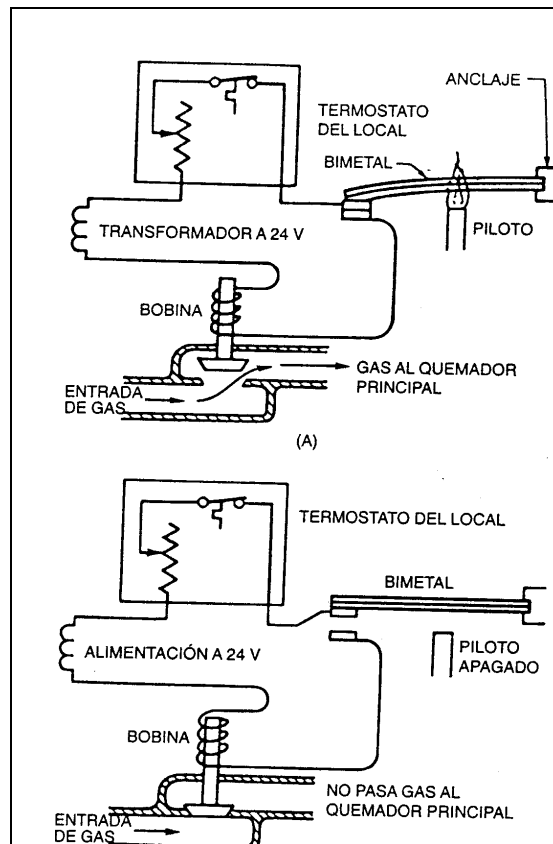 ANCLAJE
TERMOSTATO
DEL LOCAL
BIMETAL
PILOTO
TRANSFORMADOR A 24 V
BOBINA
ENTRADA
DE GAS
GAS AL QUEMADOR
PRINCIPAL
(A)
TERMOSTATO DEL LOCAL
BIMETAL
ALIMENTACIÓN A 24 V
PILOTO
APAGADO
BOBINA
NO PASA GAS AL
QUEMADOR PRINCIPAL
ENTRADA
DE GAS